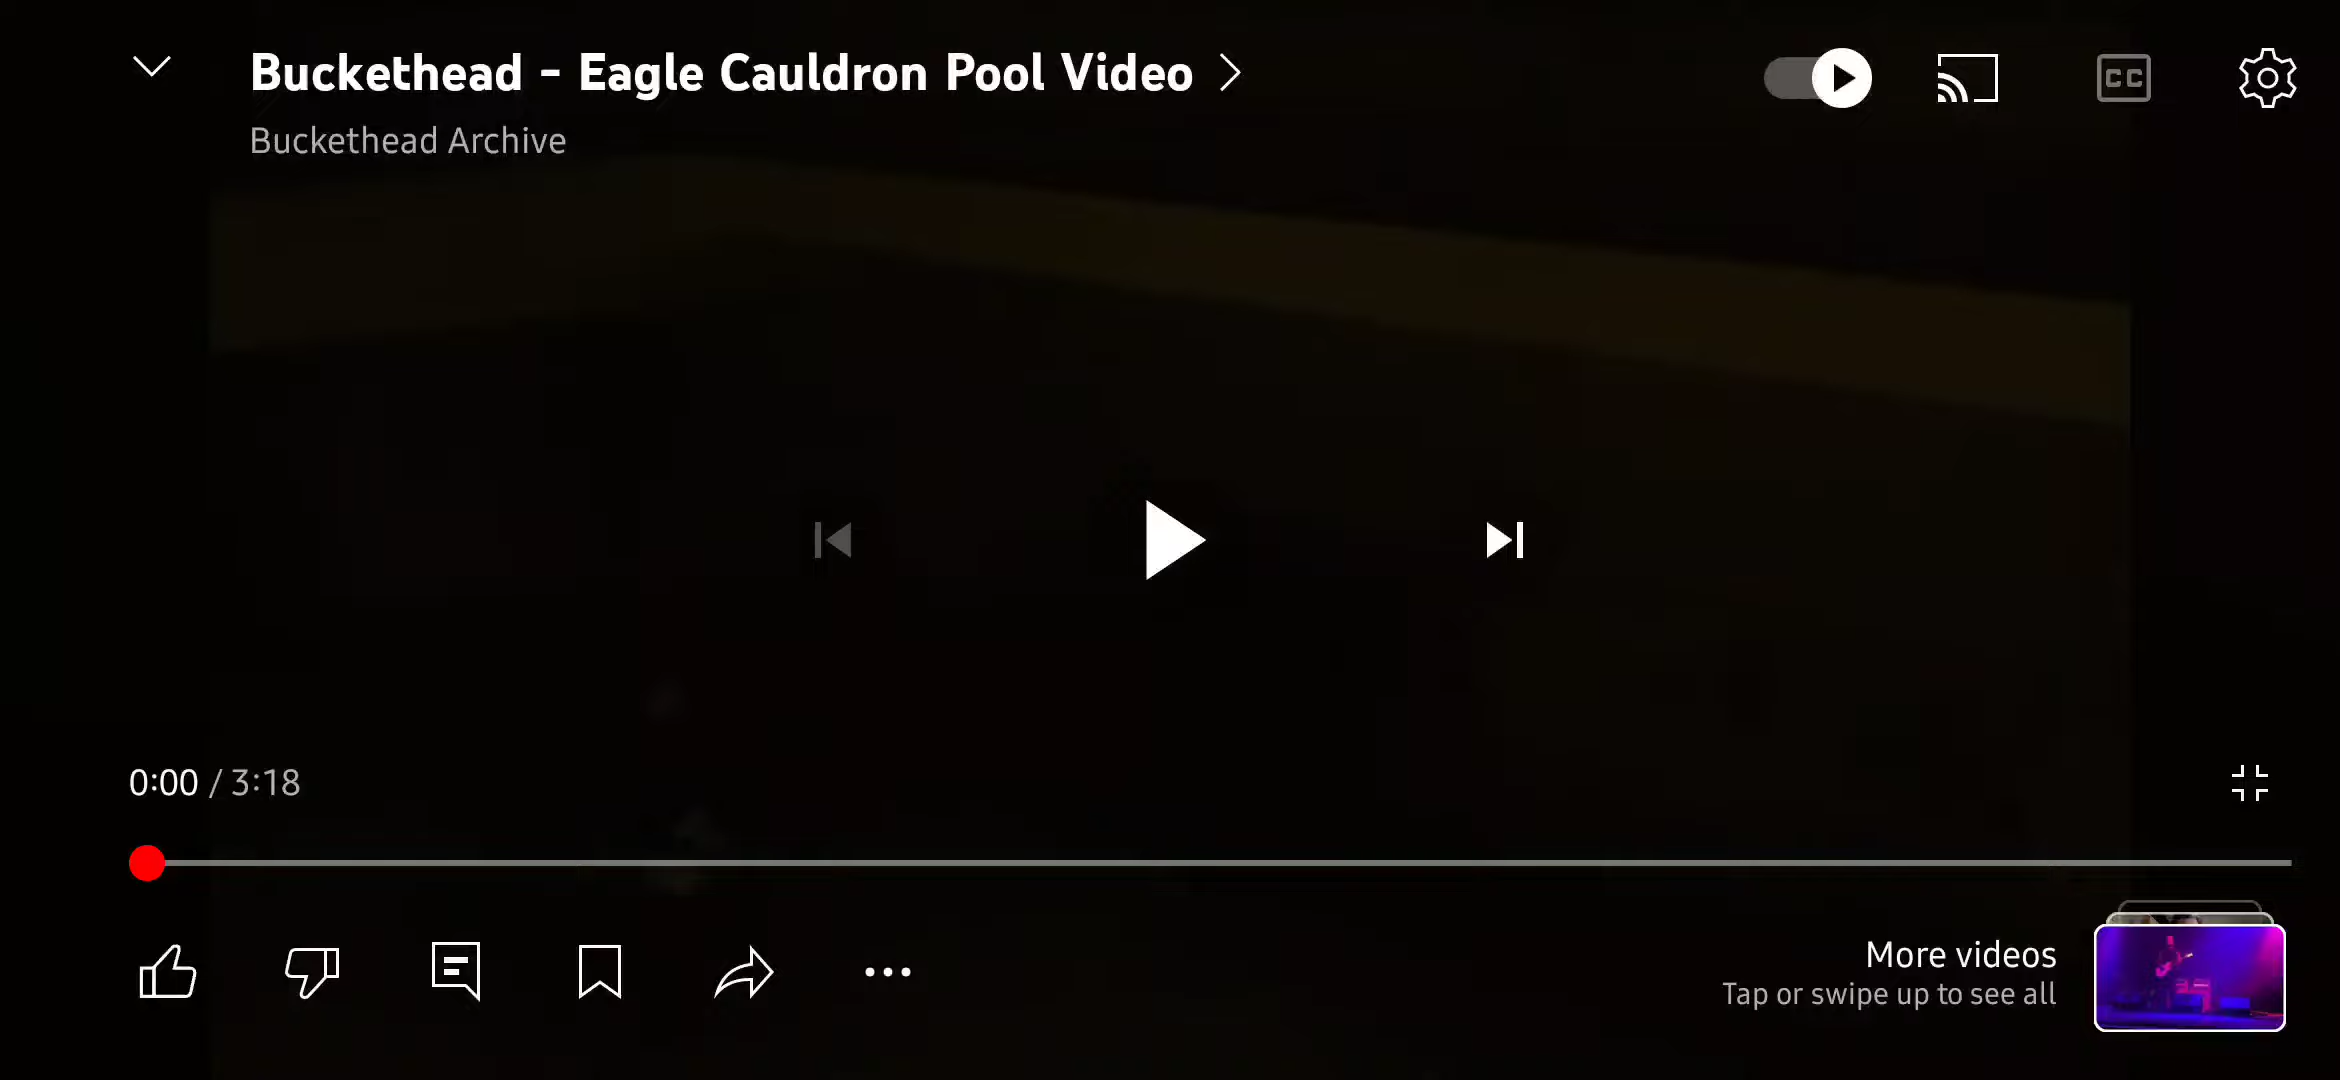 Buckethead - Eagle Cauldron Pool Video
Buckethead Archive
CC
0:00 / 3:18
More videos
Tap or swipe up to see all